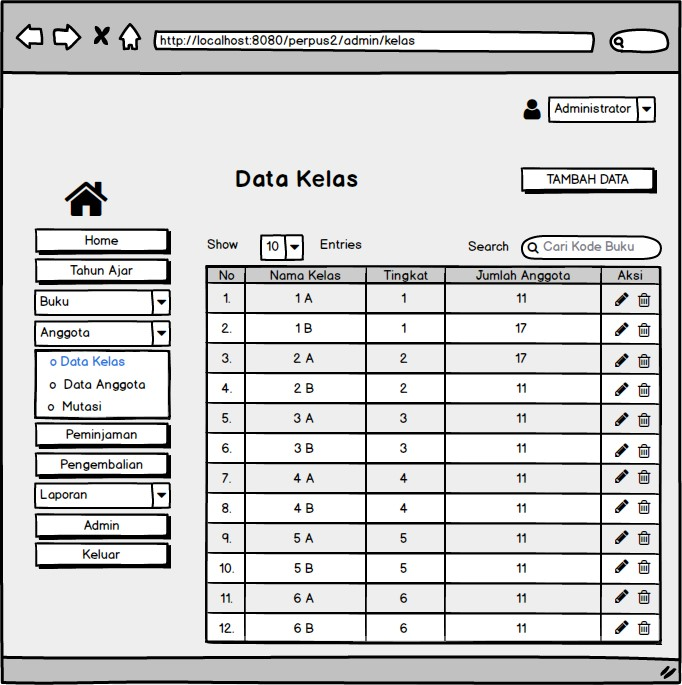 http://localhost:8080/perpus2/admin/kelas
Administrator
Data Kelas
TAMBAH DATA
Home
Tahun Ajar
Buku
Anggota
o Data Kelas
o Data Anggota
o Mutasi
Peminjaman
Pengembalian
Laporan
Admin
Keluar
Show 10 Entries
Search Cari Kode Buku
No Nama Kelas Tingkat Jumlah Anggota Aksi
1. 1 A 1 11
2. 1 B 1 17
3. 2 A 2 17
4. 2 B 2 11
5. 3 A 3 11
6. 3 B 3 11
7. 4 A 4 11
8. 4 B 4 11
9. 5 A 5 11
10. 5 B 5 11
11. 6 A 6 11
12. 6 B 6 11